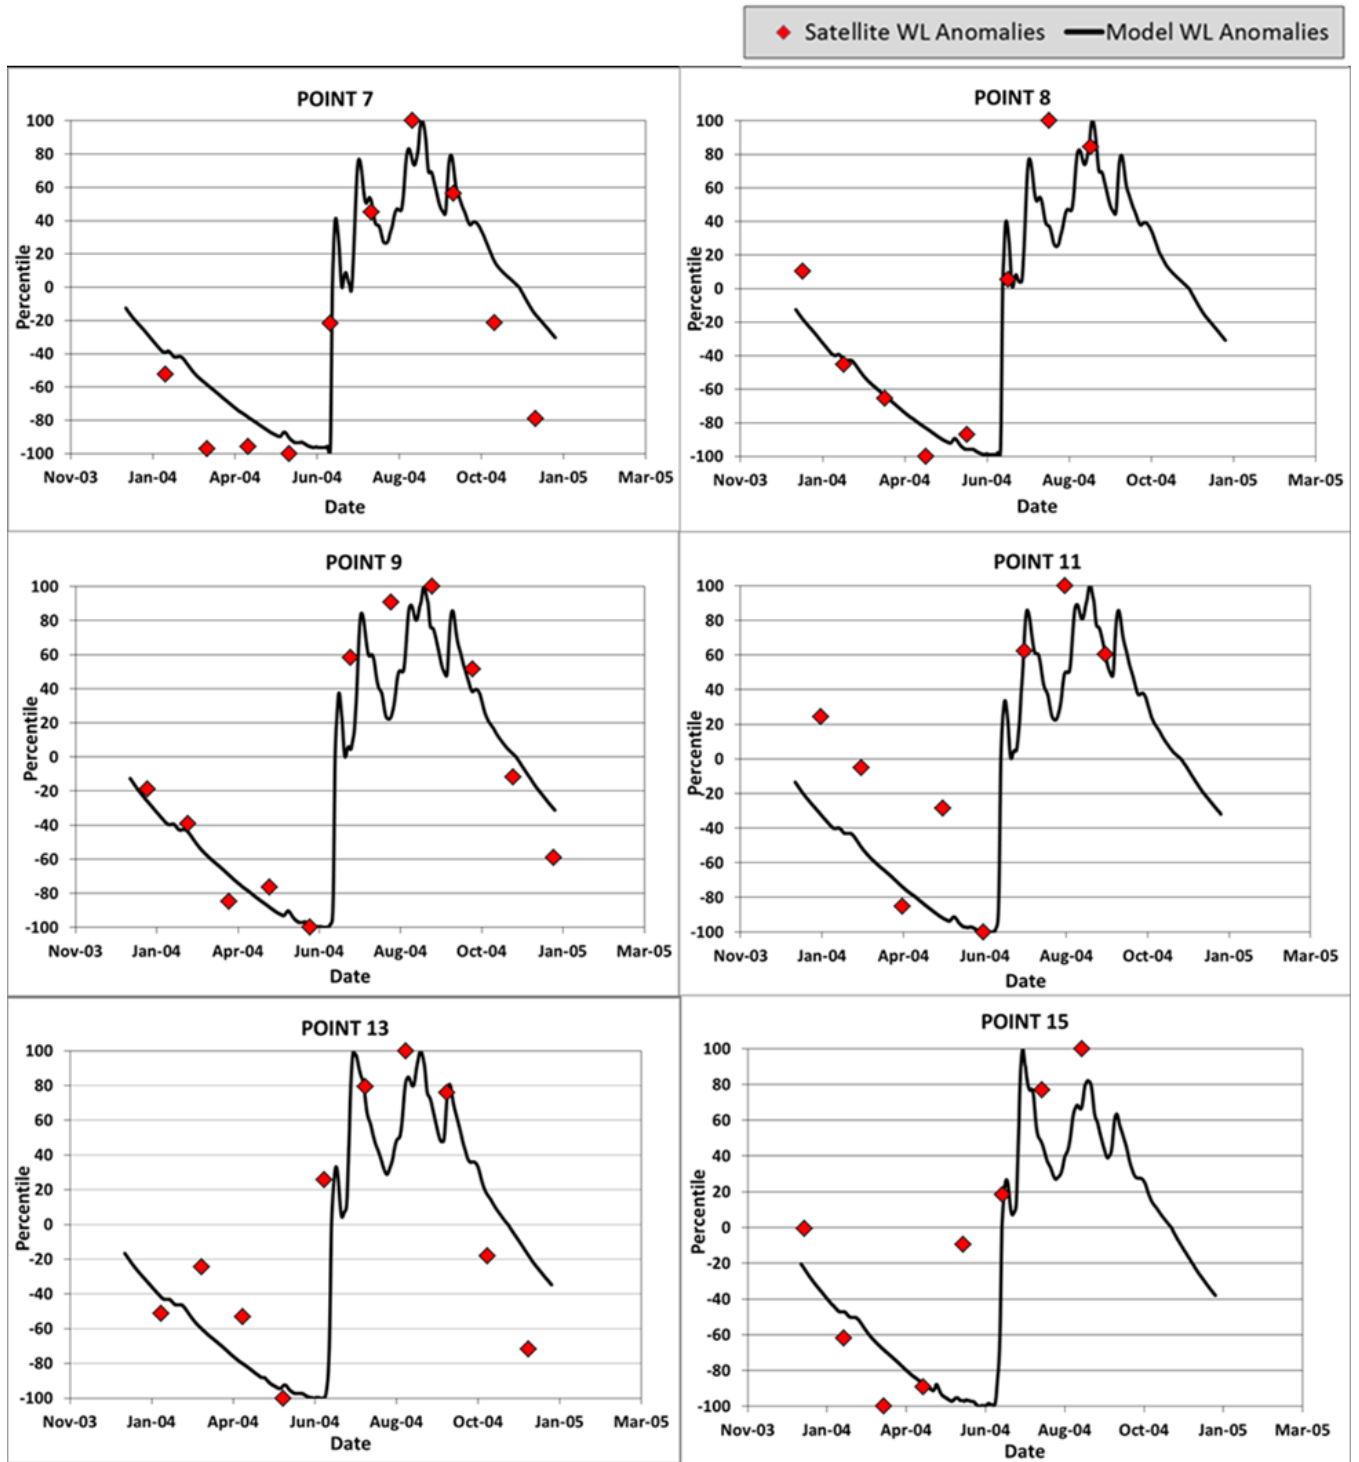 Satellite WL Anomalies Model WL Anomalies
POINT 7
100
80
60
40
20
0
-20
-40
-60
-80
-100
Percentile
Nov-03 Jan-04 Apr-04 Jun-04 Aug-04 Oct-04 Jan-05 Mar-05
Date
POINT 8
100
80
60
40
20
0
-20
-40
-60
-80
-100
Percentile
Nov-03 Jan-04 Apr-04 Jun-04 Aug-04 Oct-04 Jan-05 Mar-05
Date
POINT 9
100
80
60
40
20
0
-20
-40
-60
-80
-100
Percentile
Nov-03 Jan-04 Apr-04 Jun-04 Aug-04 Oct-04 Jan-05 Mar-05
Date
POINT 11
100
80
60
40
20
0
-20
-40
-60
-80
-100
Percentile
Nov-03 Jan-04 Apr-04 Jun-04 Aug-04 Oct-04 Jan-05 Mar-05
Date
POINT 13
100
80
60
40
20
0
-20
-40
-60
-80
-100
Percentile
Nov-03 Jan-04 Apr-04 Jun-04 Aug-04 Oct-04 Jan-05 Mar-05
Date
POINT 15
100
80
60
40
20
0
-20
-40
-60
-80
-100
Percentile
Nov-03 Jan-04 Apr-04 Jun-04 Aug-04 Oct-04 Jan-05 Mar-05
Date